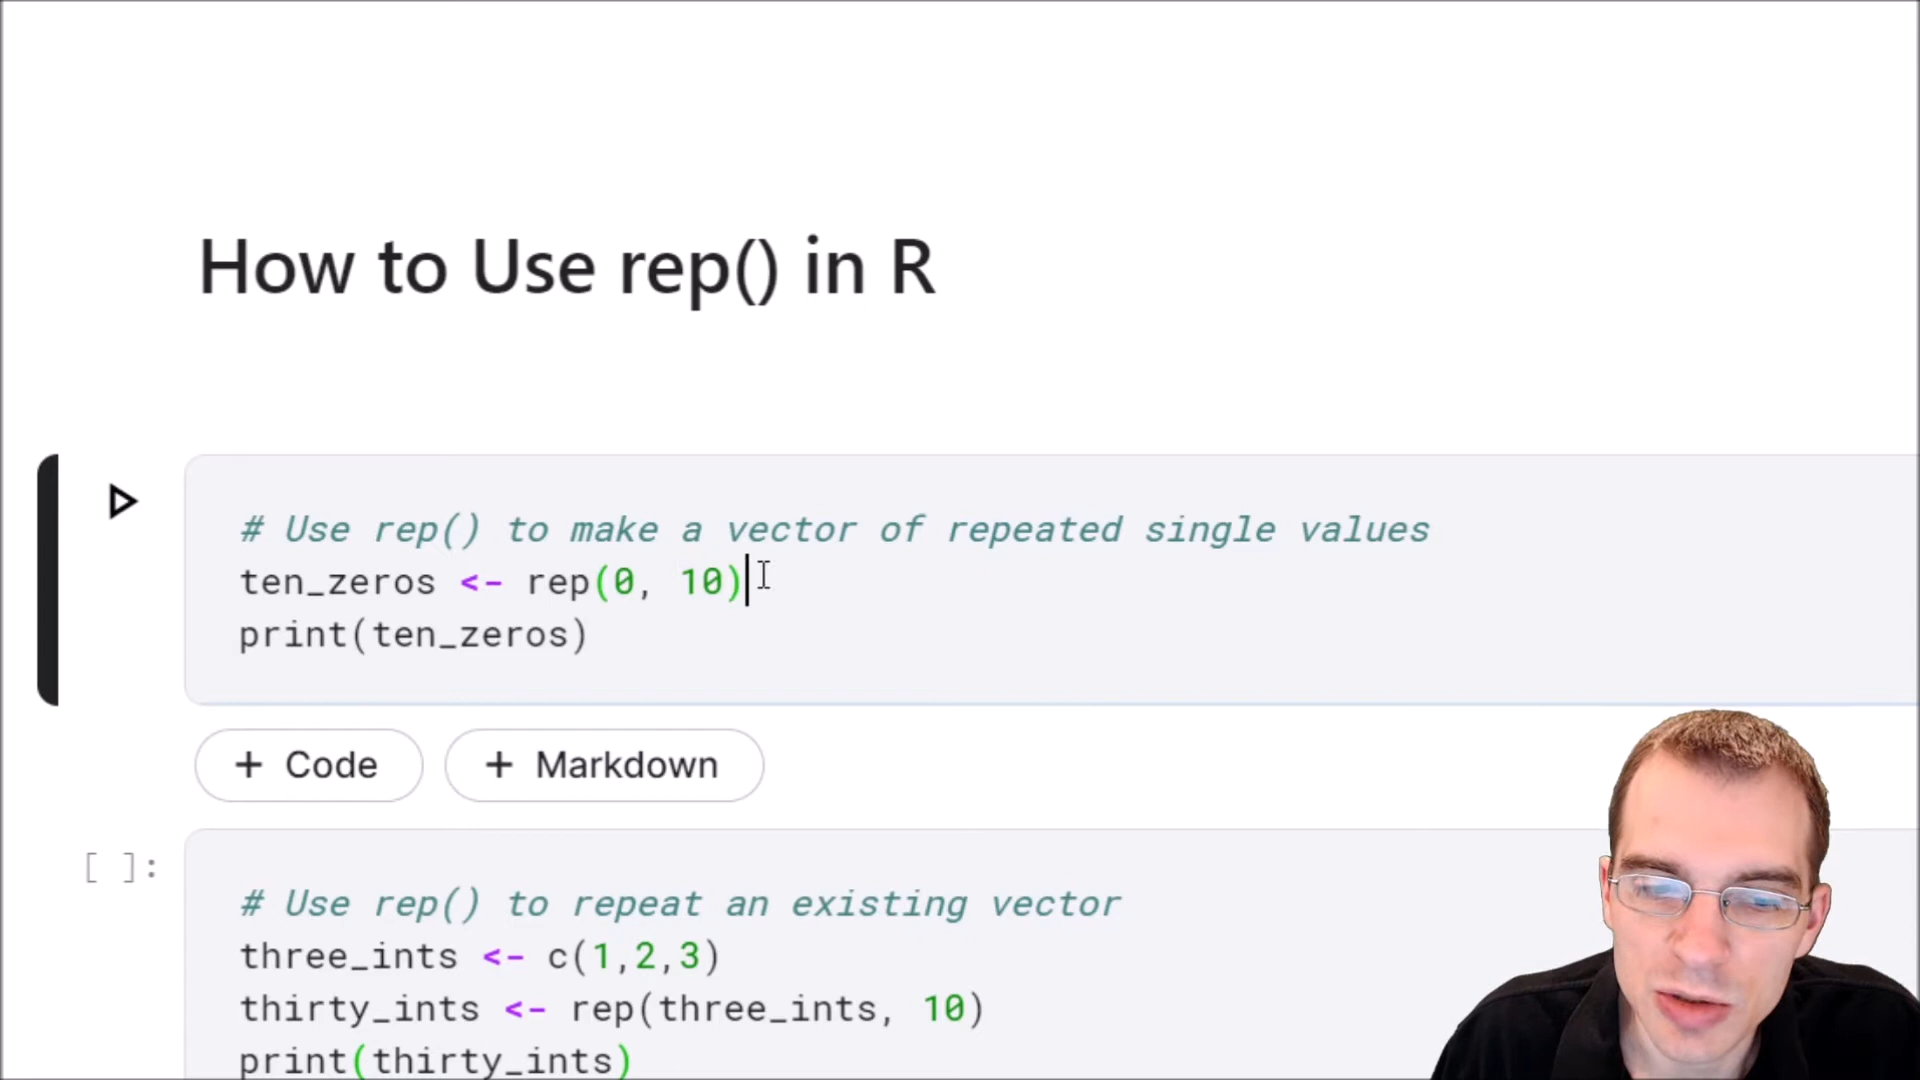 How to Use rep() in R
# Use rep() to make a vector of repeated single values
ten_zeros <- rep(0, 10)
print(ten_zeros)
+ Code + Markdown
[ ]:
# Use rep() to repeat an existing vector
three_ints <- c(1,2,3)
thirty_ints <- rep(three_ints, 10)
print(thirty_ints)